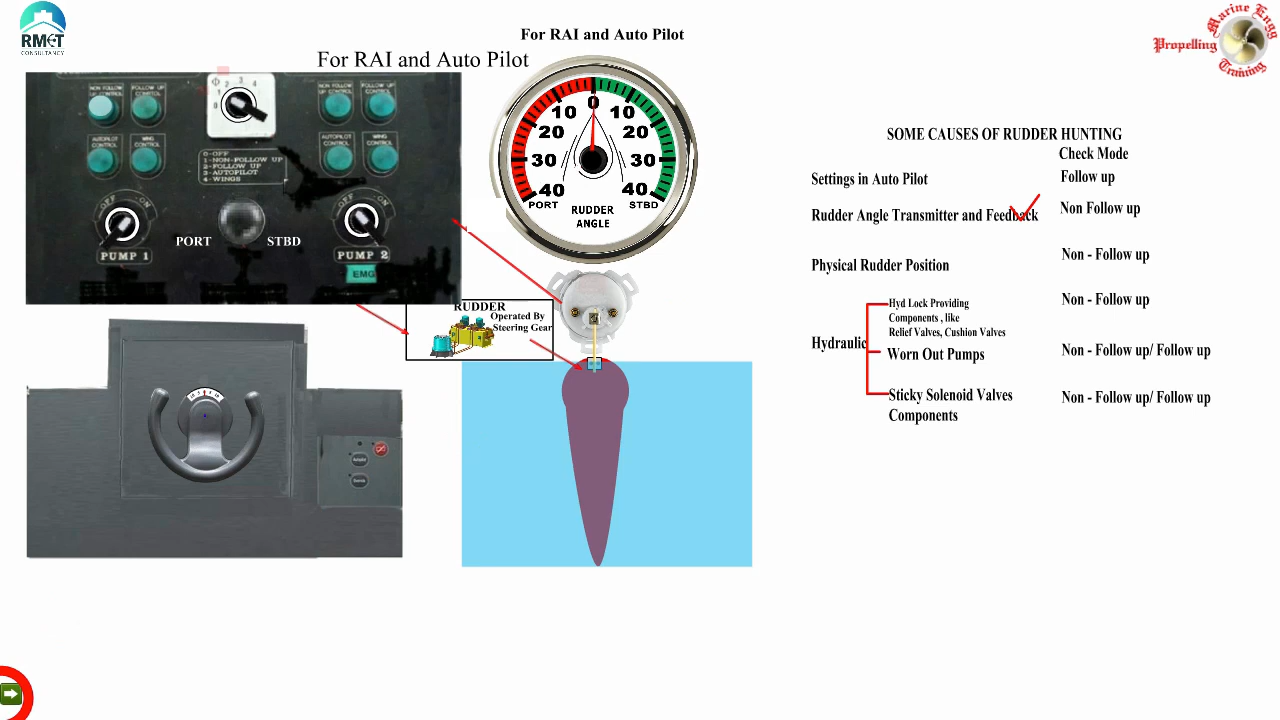 RMET
CONSULTANCY
For RAI and Auto Pilot
For RAI and Auto Pilot
Marine Engg
Propelling
Training
NON FOLLOW UP CONTROL
FOLLOW UP CONTROL
AUTOPILOT CONTROL
WNG CONTROL
0 1 2 3 4
NON FOLLOW UP CONTROL
FOLLOW UP CONTROL
AUTOPILOT CONTROL
WING CONTROL
0-OFF
1-NON-FOLLOW UP
2-FOLLOW UP
3-AUTOPILOT
4-WINGS
OFF ON
OFF ON
PORT STBD
PUMP 1
PUMP 2
EMG
0
10 10
20 20
30 30
40 40
PORT STBD
RUDDER
ANGLE
RUDDER
Operated By
Steering Gear
SOME CAUSES OF RUDDER HUNTING
Check Mode
Settings in Auto Pilot
Follow up
Rudder Angle Transmitter and Feedback
Non Follow up
Physical Rudder Position
Non - Follow up
Hydraulic
Hyd Lock Providing
Components , like
Relief Valves, Cushion Valves
Non - Follow up
Worn Out Pumps
Non - Follow up/ Follow up
Sticky Solenoid Valves
Components
Non - Follow up/ Follow up